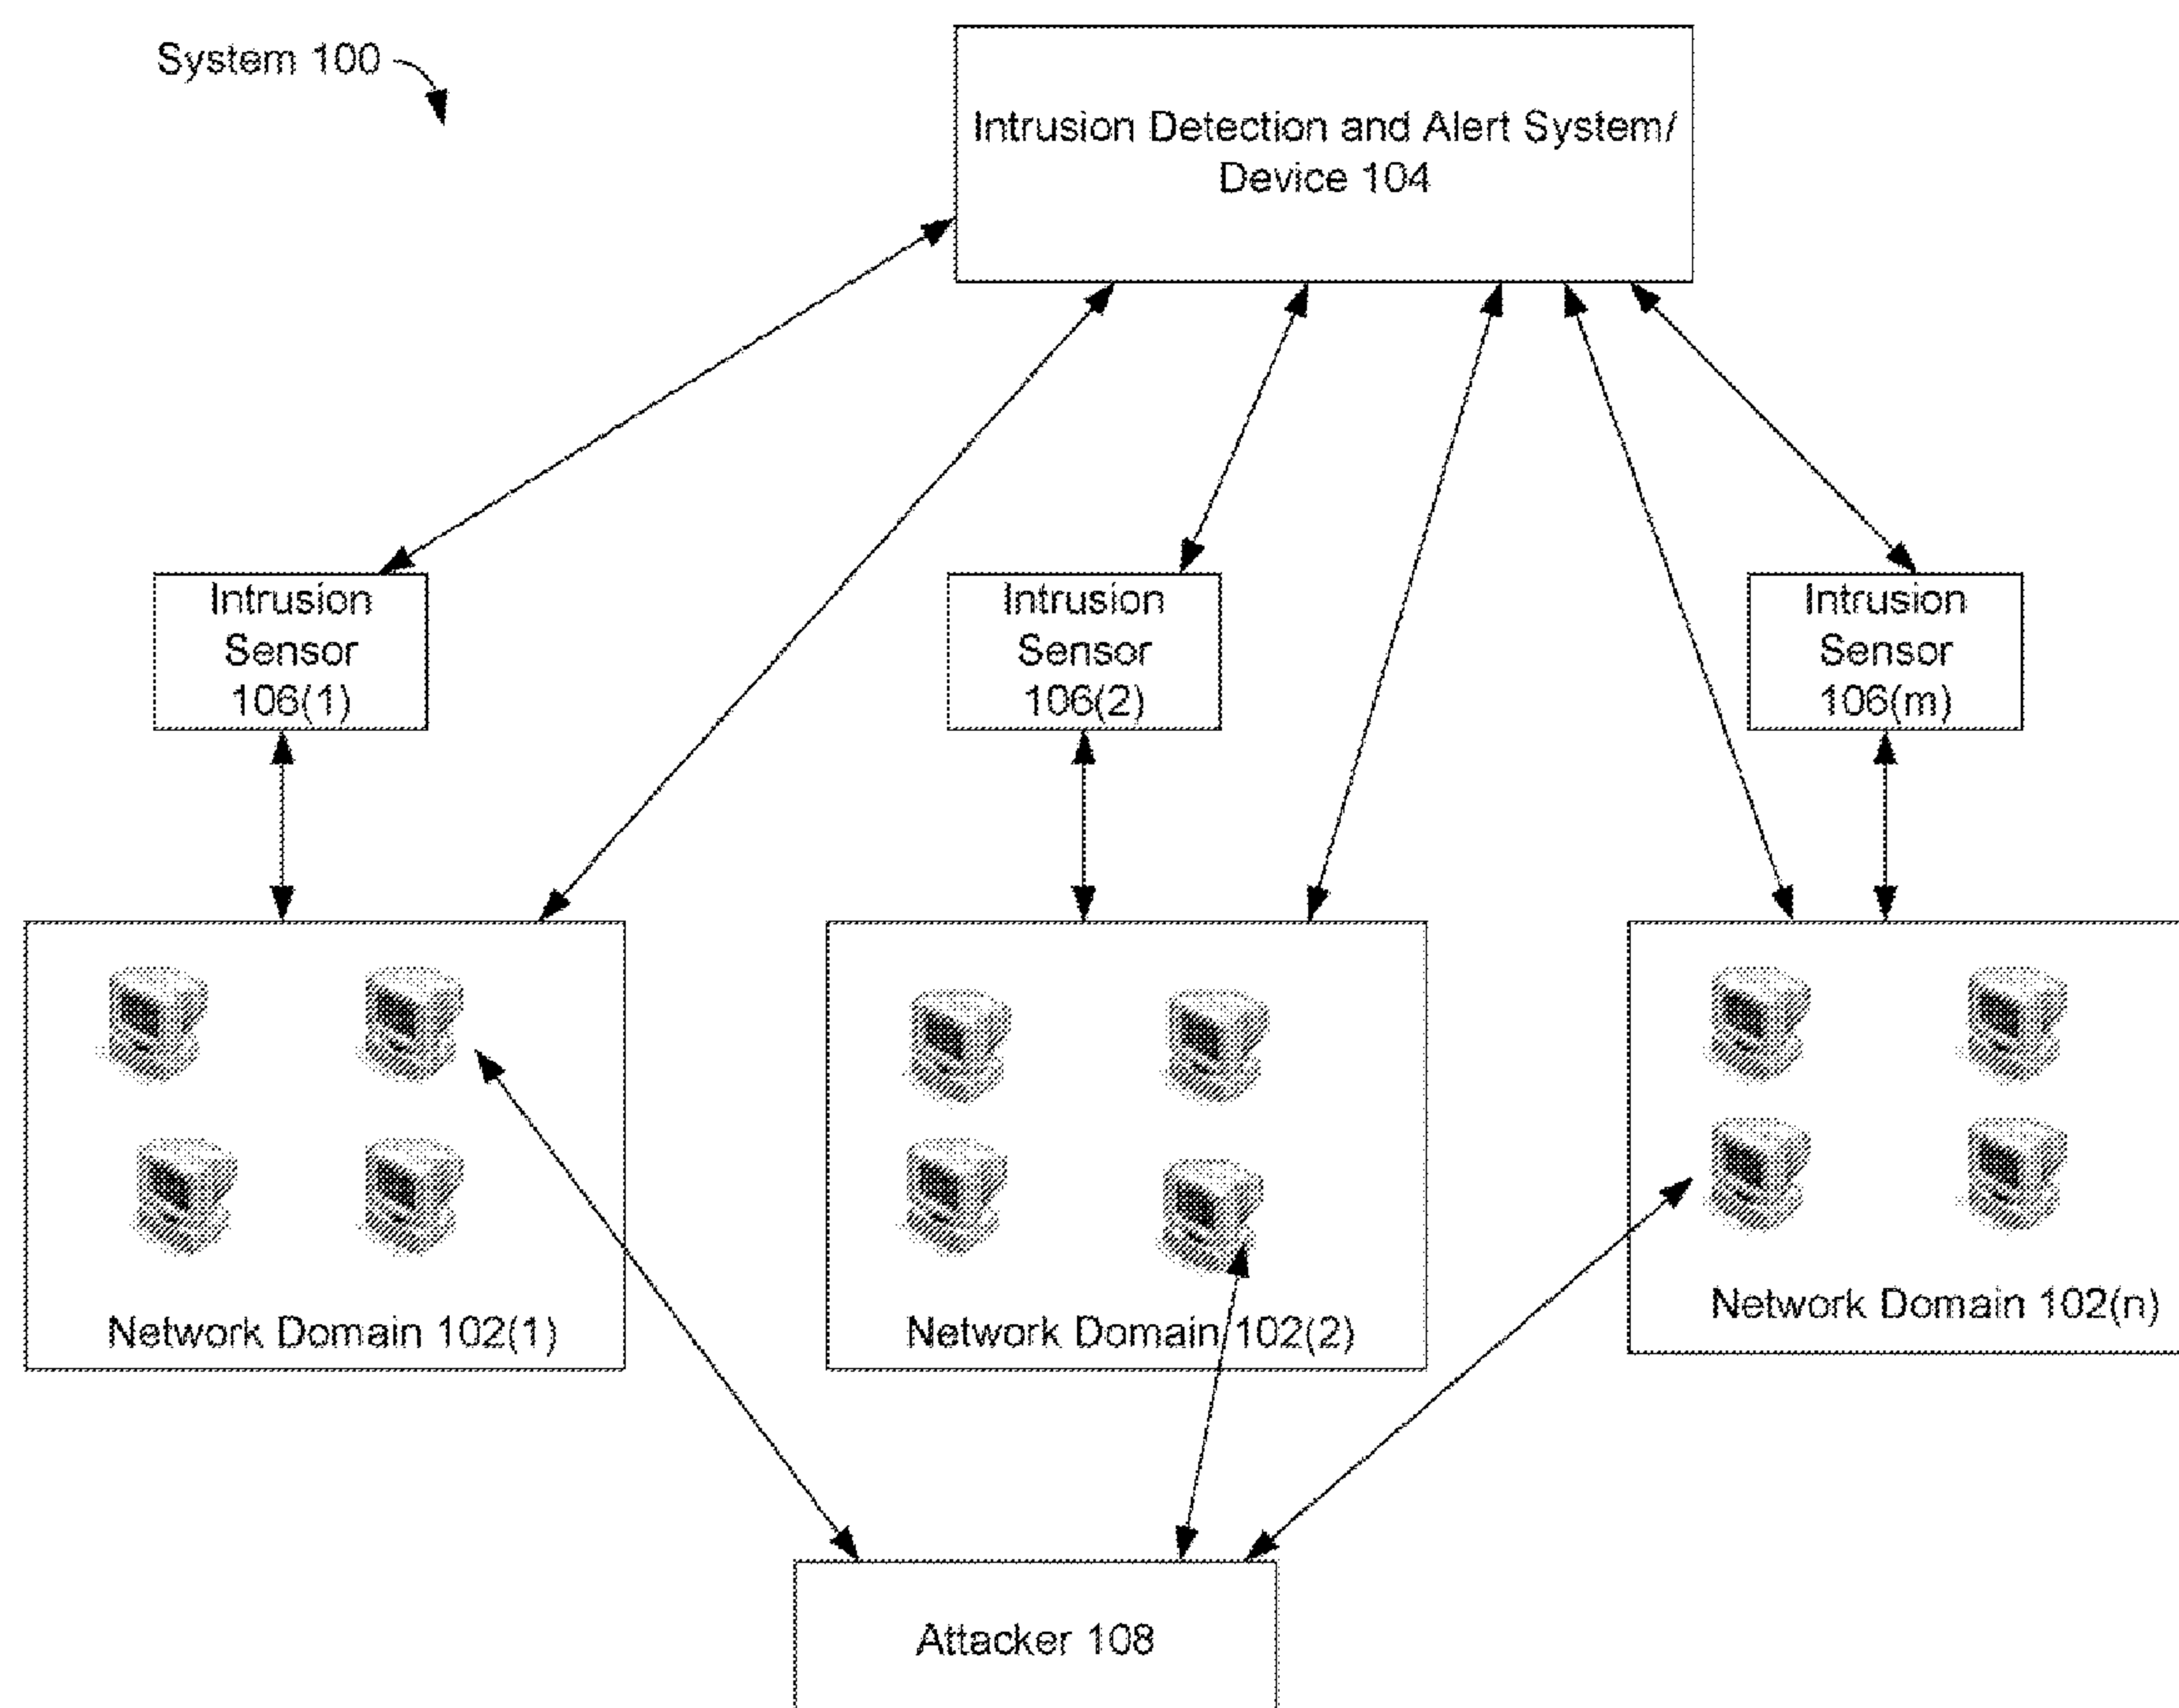 System 100
Intrusion Detection and Alert System/
Device 104
Intrusion
Sensor
106(1)
Intrusion
Sensor
106(2)
Intrusion
Sensor
106(m)
Network Domain 102(1)
Network Domain 102(2)
Network Domain 102(n)
Attacker 108